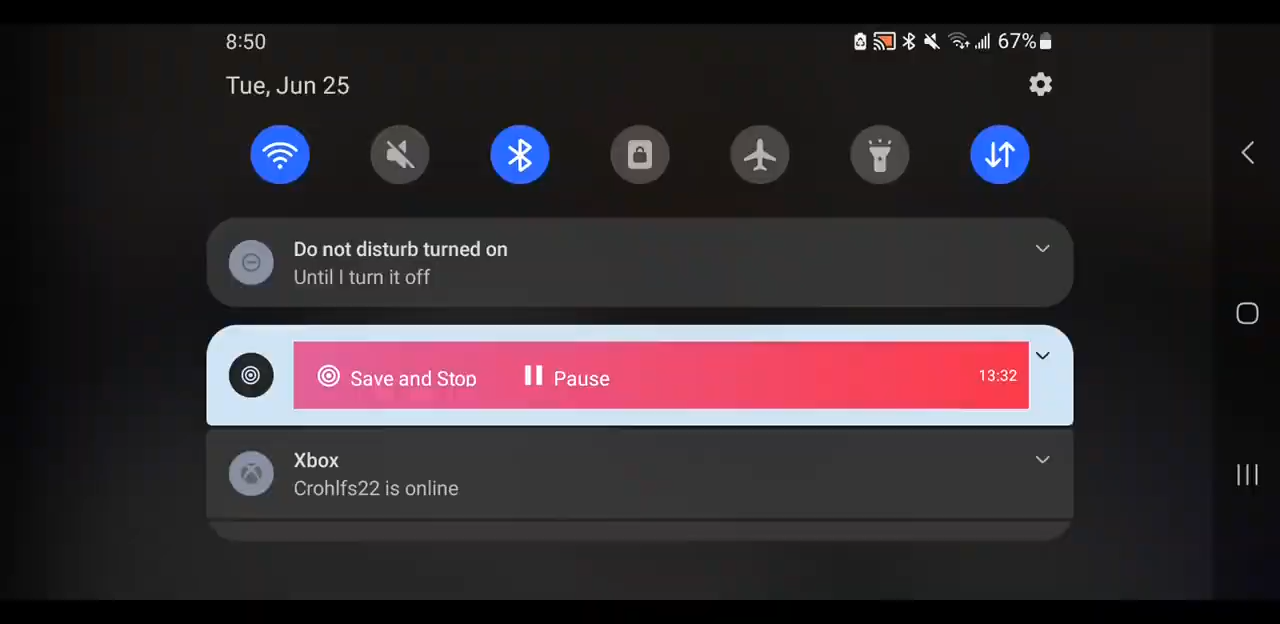 8:50
67%
Tue, Jun 25
Do not disturb turned on
Until I turn it off
Save and Stop
Pause
13:32
Xbox
Crohlfs22 is online